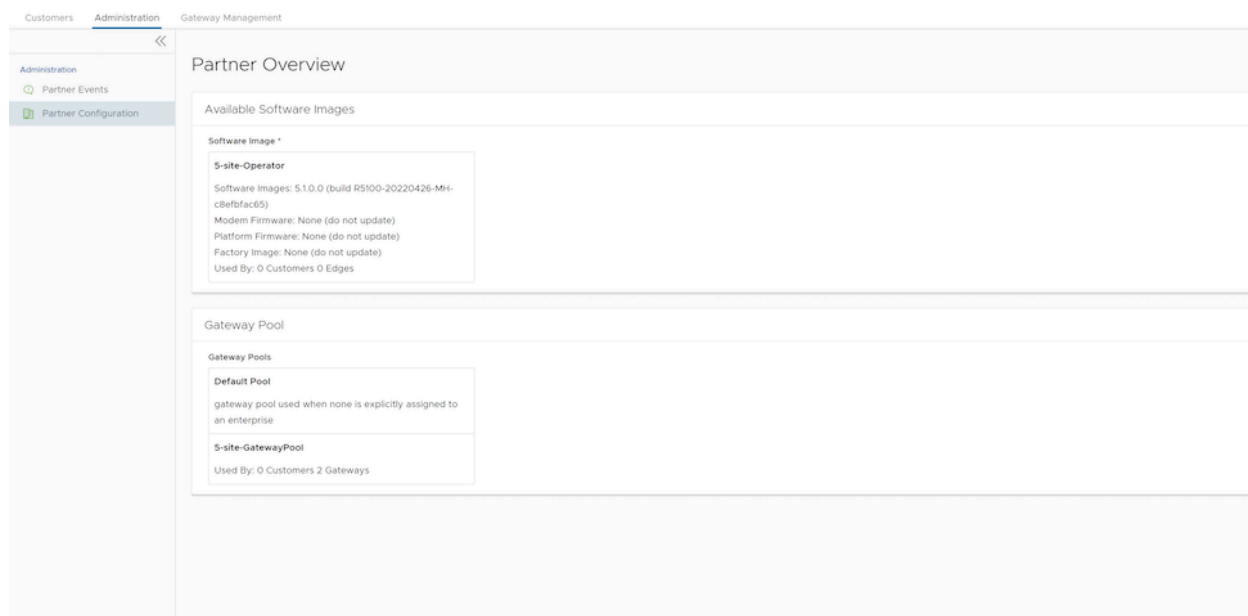 Customers Administration Gateway Management
Administration
Partner Events
Partner Configuration
Partner Overview
Available Software Images
Software Image *
5-site-Operator
Software Images: 5.1.0.0 (build R5100-20220426-MH-
c8efbfac65)
Modem Firmware: None (do not update)
Platform Firmware: None (do not update)
Factory Image: None (do not update)
Used By: 0 Customers 0 Edges
Gateway Pool
Gateway Pools
Default Pool
gateway pool used when none is explicitly assigned to
an enterprise
5-site-GatewayPool
Used By: 0 Customers 2 Gateways